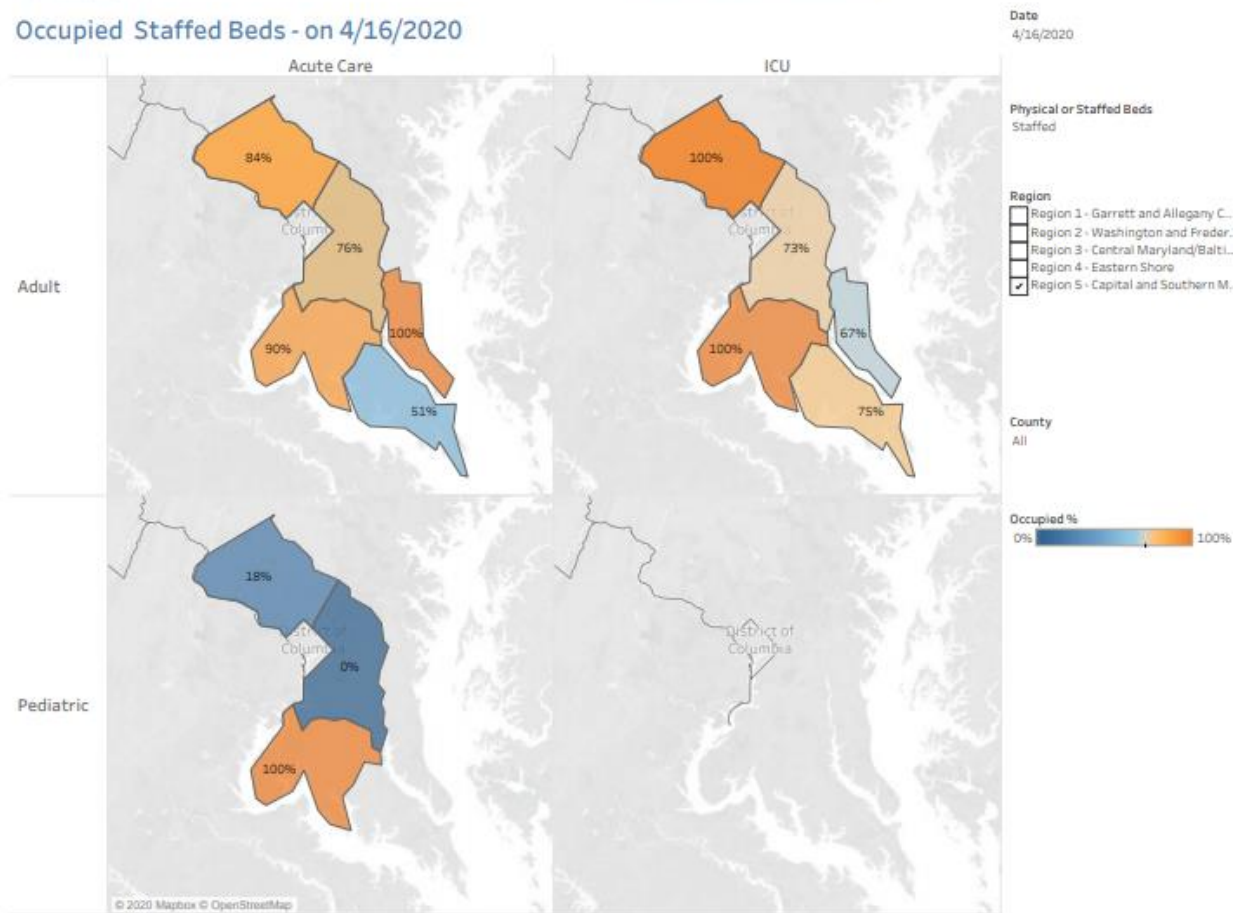 Occupied Staffed Beds - on 4/16/2020
Acute Care
ICU
Adult
84%
76%
90%
100%
51%
100%
District of
Columbia
73%
100%
67%
75%
Pediatric
18%
0%
100%
District of
Columbia
© 2020 Mapbox © OpenStreetMap
Date
4/16/2020
Physical or Staffed Beds
Staffed
Region
Region 1 - Garrett and Allegany C...
Region 2 - Washington and Freder...
Region 3 - Central Maryland/Balti...
Region 4 - Eastern Shore
Region 5 - Capital and Southern M...
County
All
Occupied %
0%
100%